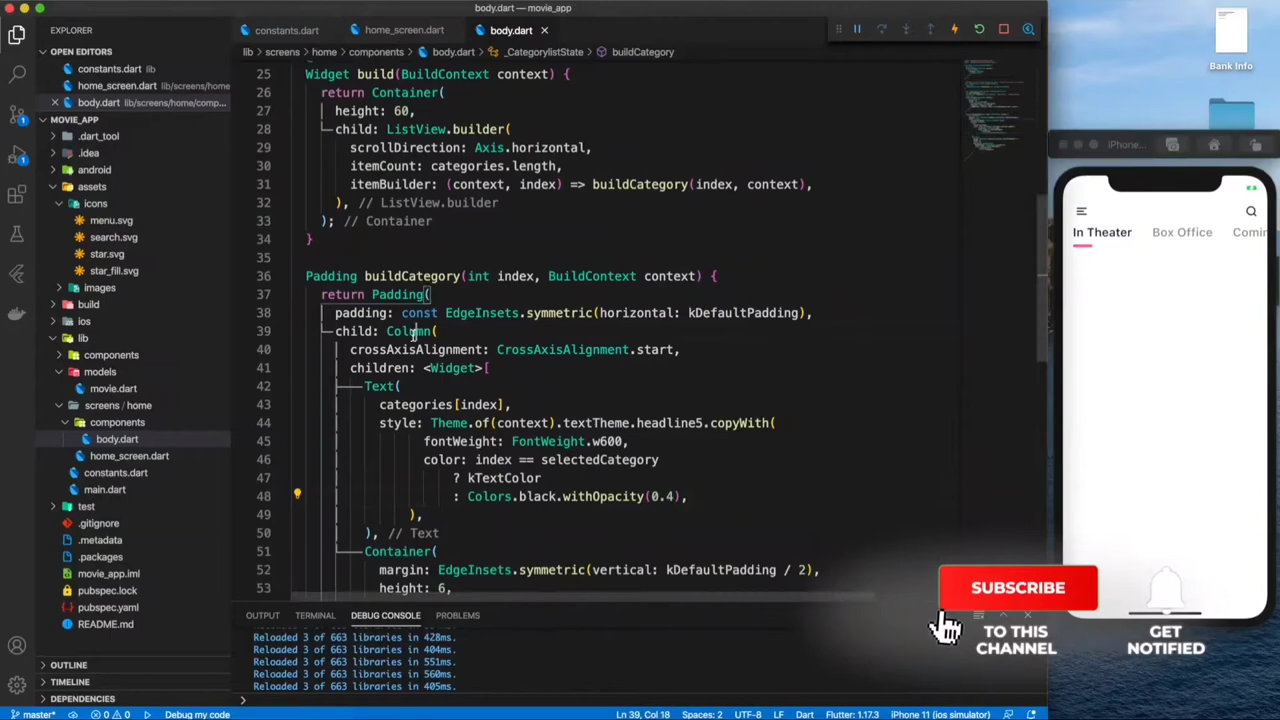 body.dart — movie_app
EXPLORER
OPEN EDITORS
constants.dart lib
home_screen.dart lib/screens/home
body.dart lib/screens/home/comp...
MOVIE_APP
.dart_tool
.idea
android
assets
icons
menu.svg
search.svg
star.svg
star_fill.svg
images
build
ios
lib
components
models
movie.dart
screens / home
components
body.dart
home_screen.dart
constants.dart
main.dart
test
.gitignore
.metadata
.packages
movie_app.iml
pubspec.lock
pubspec.yaml
README.md
OUTLINE
TIMELINE
DEPENDENCIES
constants.dart home_screen.dart body.dart
lib > screens > home > components > body.dart > _CategorylistState > buildCategory
25 Widget build(BuildContext context) {
26 return Container(
27 height: 60,
28 child: ListView.builder(
29 scrollDirection: Axis.horizontal,
30 itemCount: categories.length,
31 itemBuilder: (context, index) => buildCategory(index, context),
32 ), // ListView.builder
33 ); // Container
34 }
35
36 Padding buildCategory(int index, BuildContext context) {
37 return Padding(
38 padding: const EdgeInsets.symmetric(horizontal: kDefaultPadding),
39 child: Column(
40 crossAxisAlignment: CrossAxisAlignment.start,
41 children: <Widget>[
42 Text(
43 categories[index],
44 style: Theme.of(context).textTheme.headline5.copyWith(
45 fontWeight: FontWeight.w600,
46 color: index == selectedCategory
47 ? kTextColor
48 : Colors.black.withOpacity(0.4),
49 ),
50 ), // Text
51 Container(
52 margin: EdgeInsets.symmetric(vertical: kDefaultPadding / 2),
53 height: 6,
OUTPUT TERMINAL DEBUG CONSOLE PROBLEMS
Reloaded 3 of 663 libraries in 428ms.
Reloaded 3 of 663 libraries in 404ms.
Reloaded 3 of 663 libraries in 551ms.
Reloaded 3 of 663 libraries in 560ms.
Reloaded 3 of 663 libraries in 405ms.
master* 0 0 Debug my code
Ln 39, Col 18 Spaces: 2 UTF-8 LF Dart Flutter: 1.17.3 iPhone 11 (ios simulator)
Bank Info
iPhone...
In Theater Box Office Comin
SUBSCRIBE
TO THIS
CHANNEL
GET
NOTIFIED